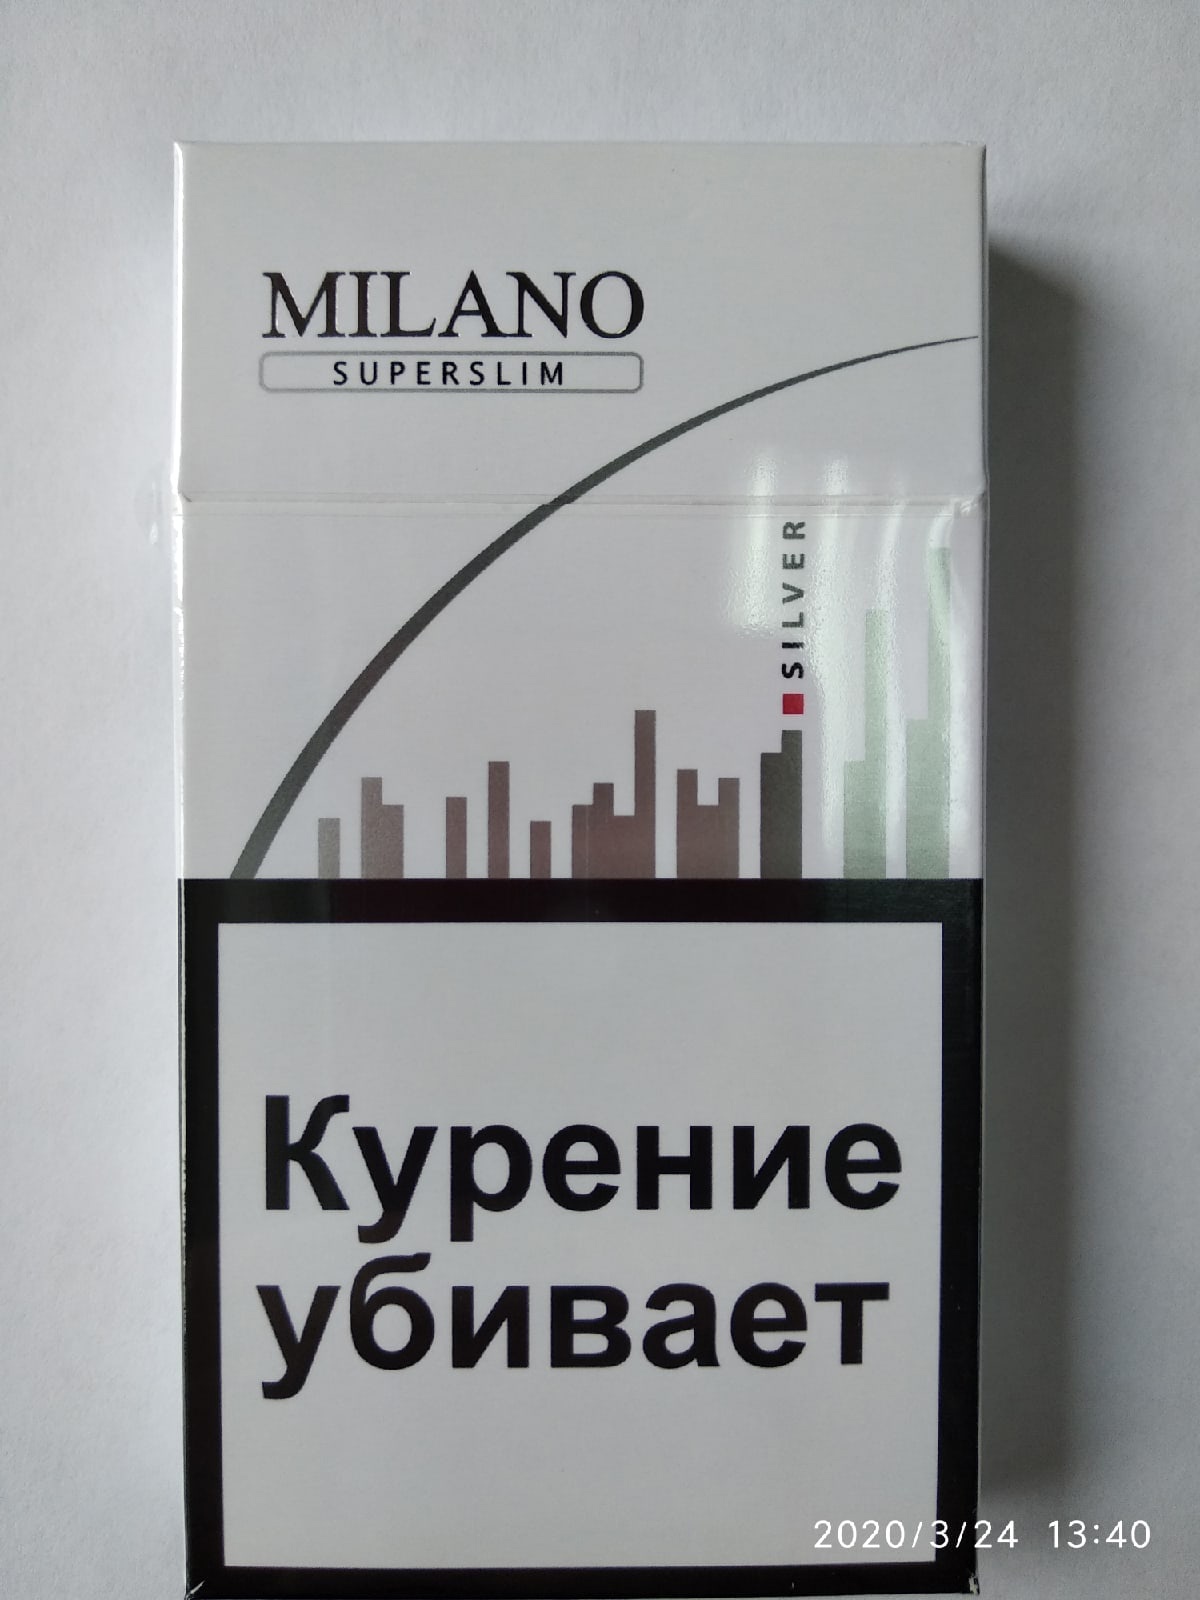 MILANO
SUPERSLIM
SILVER
Курение
убивает
2020/3/24 13:40